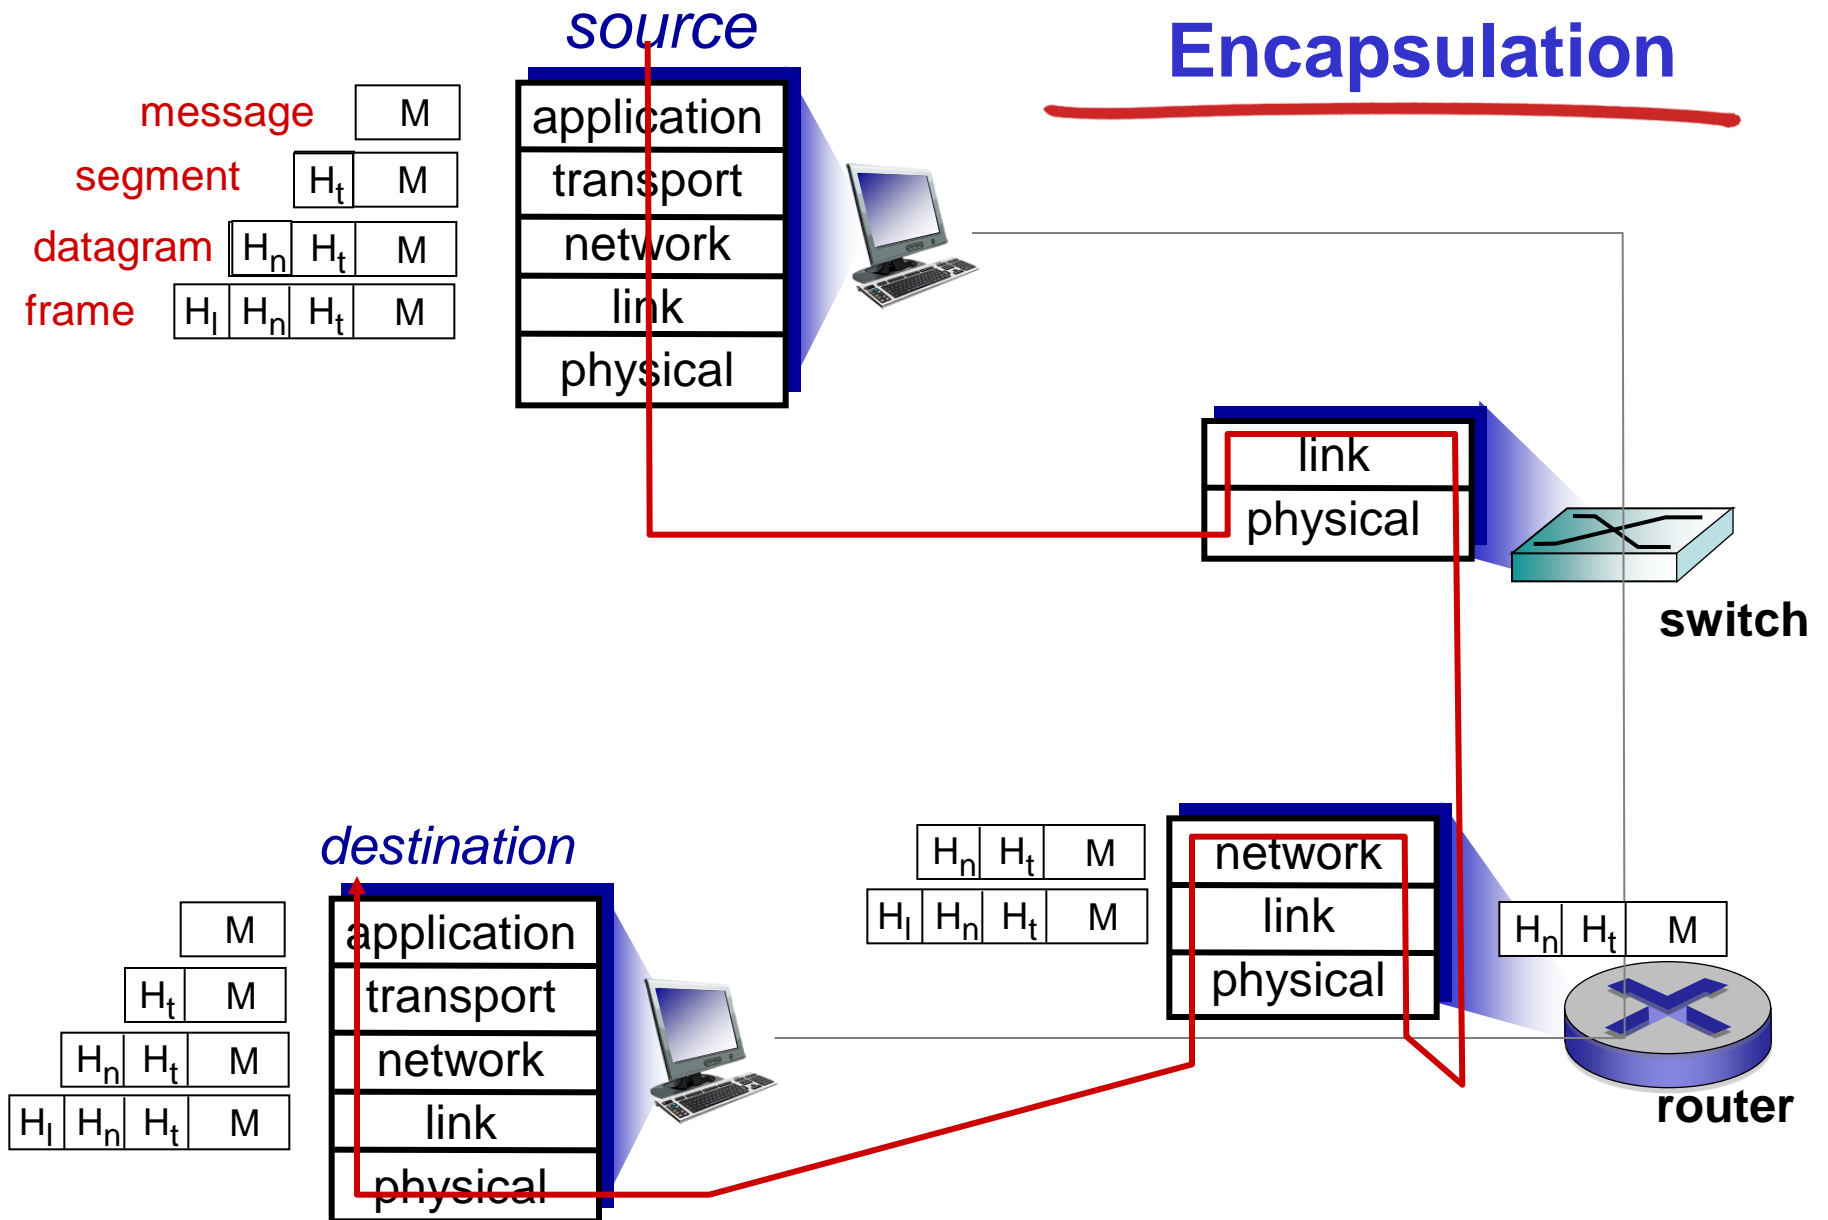 source
Encapsulation
message M
segment Hₜ M
datagram Hₙ Hₜ M
frame Hₗ Hₙ Hₜ M
application
transport
network
link
physical
link
physical
switch
destination
M
Hₜ M
Hₙ Hₜ M
Hₗ Hₙ Hₜ M
application
transport
network
link
physical
Hₙ Hₜ M
Hₗ Hₙ Hₜ M
network
link
physical
Hₙ Hₜ M
router